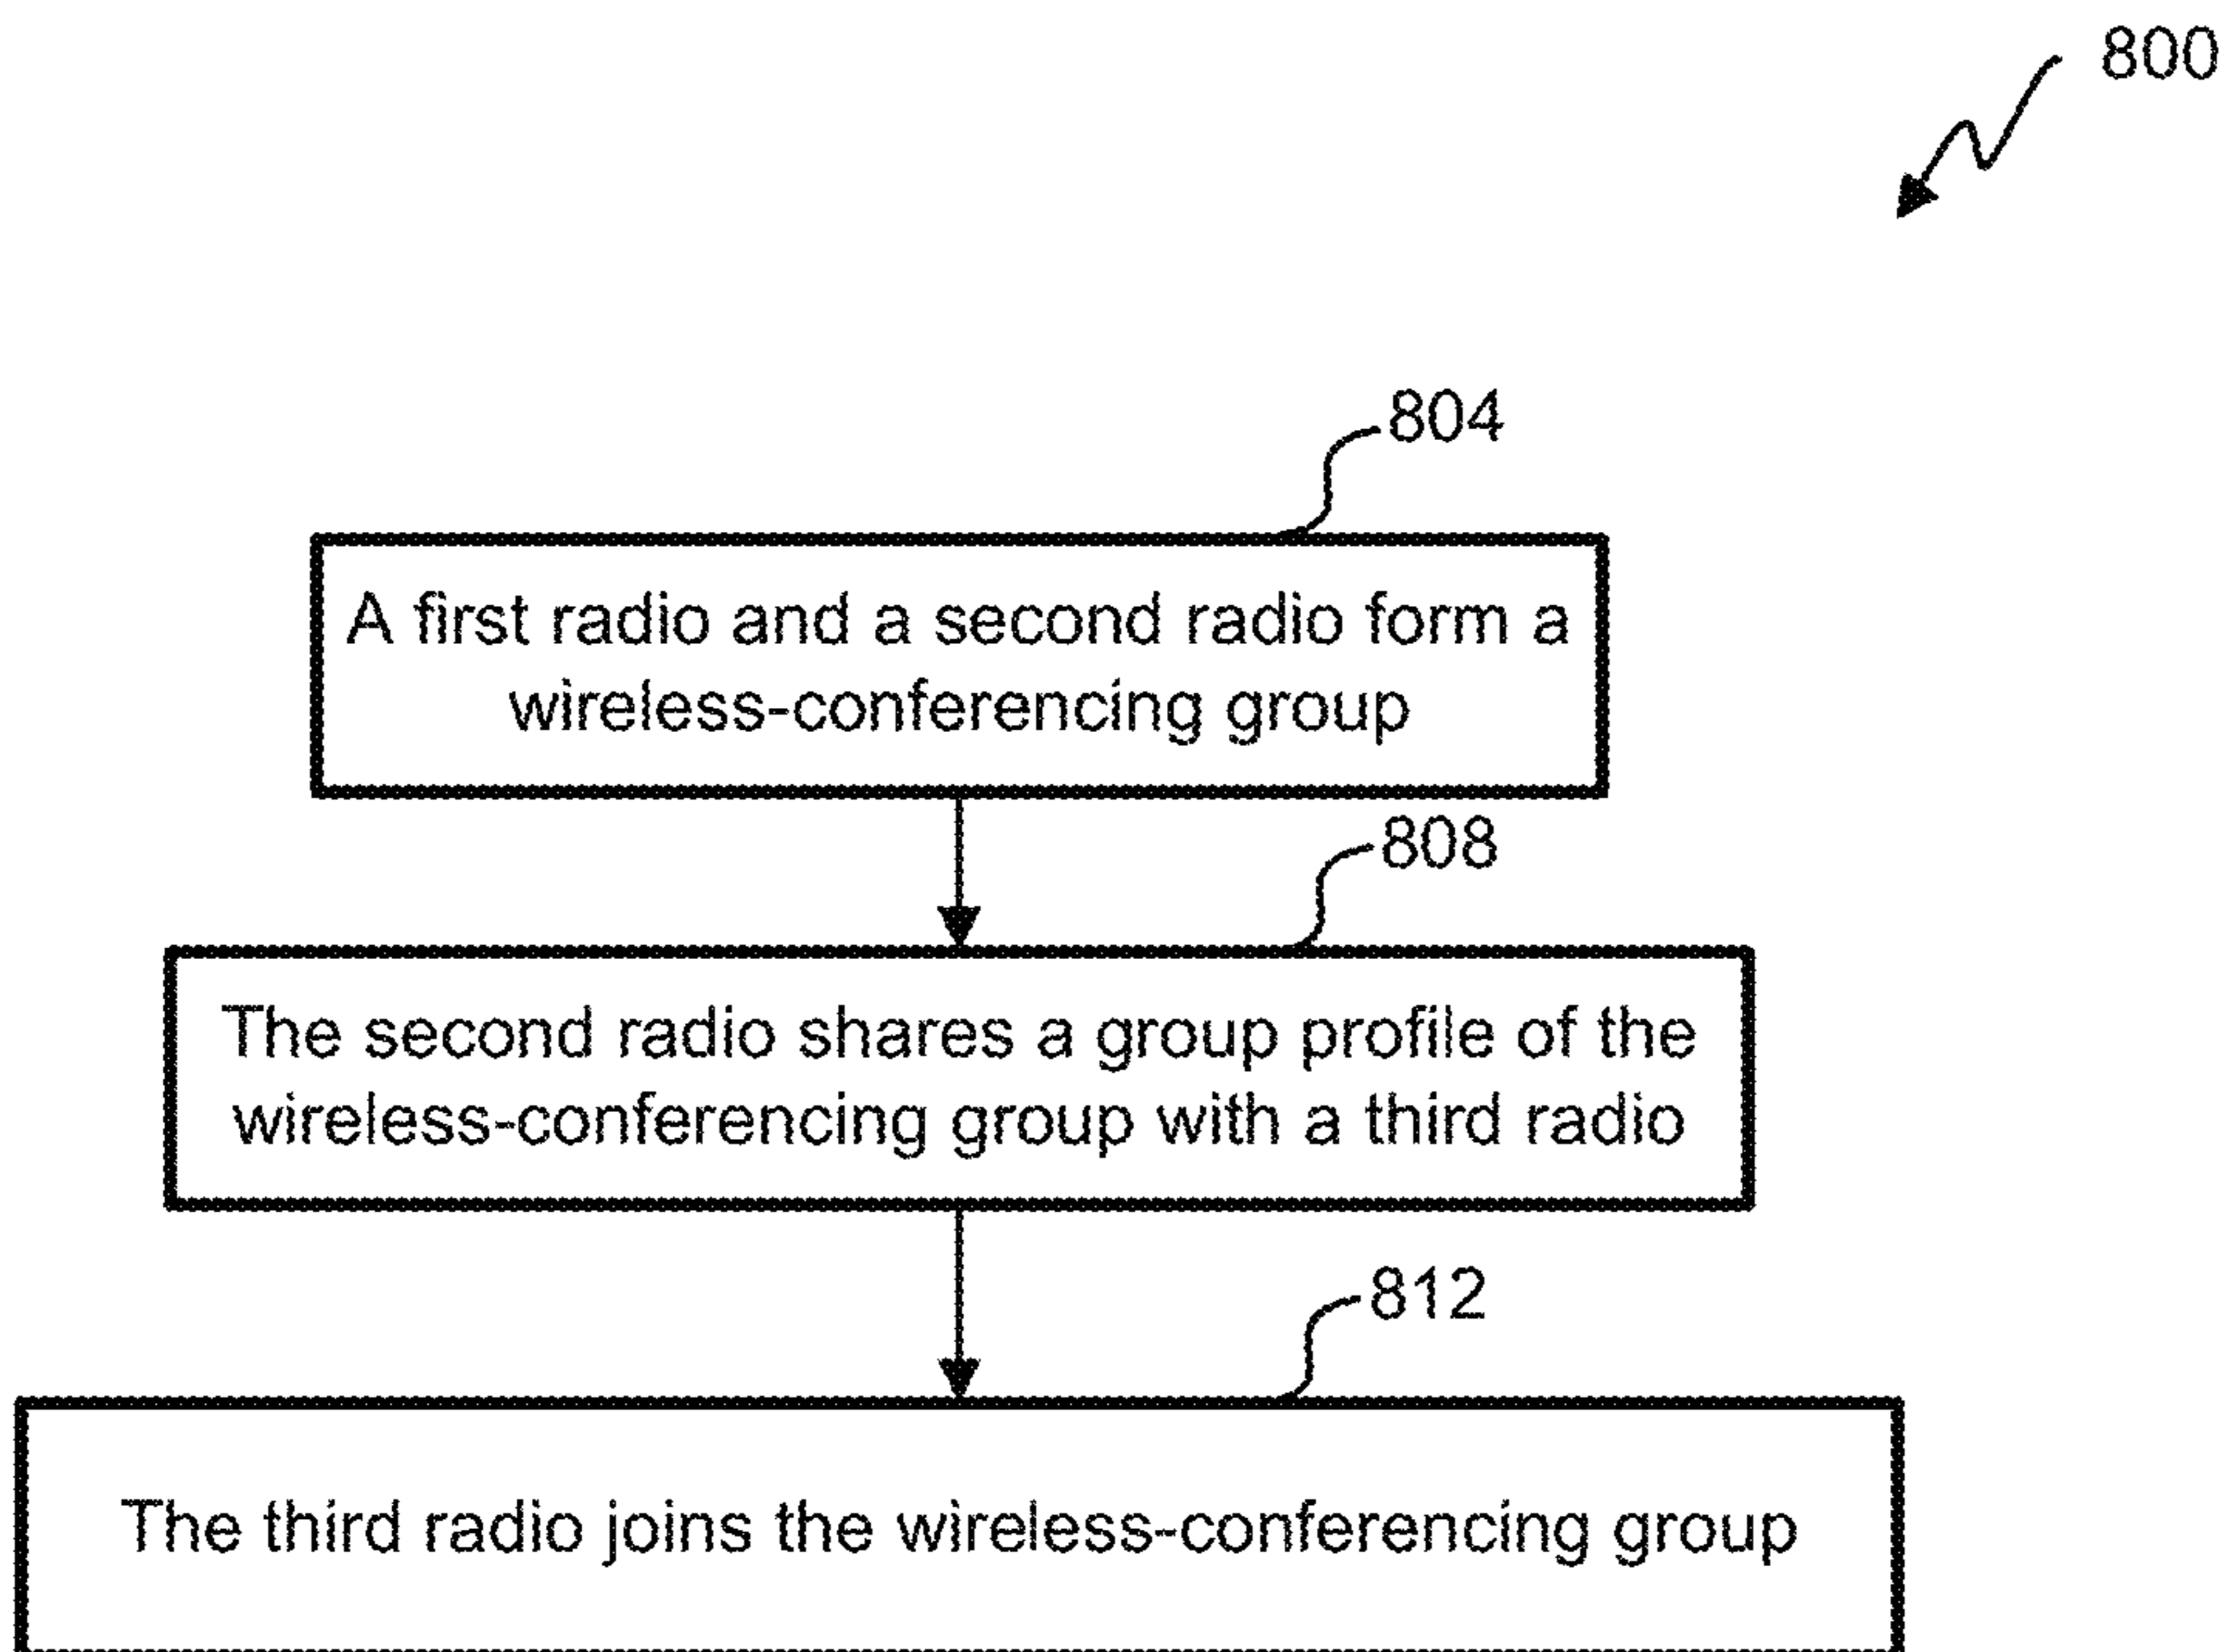 800
804
A first radio and a second radio form a
wireless-conferencing group
808
The second radio shares a group profile of the
wireless-conferencing group with a third radio
812
The third radio joins the wireless-conferencing group